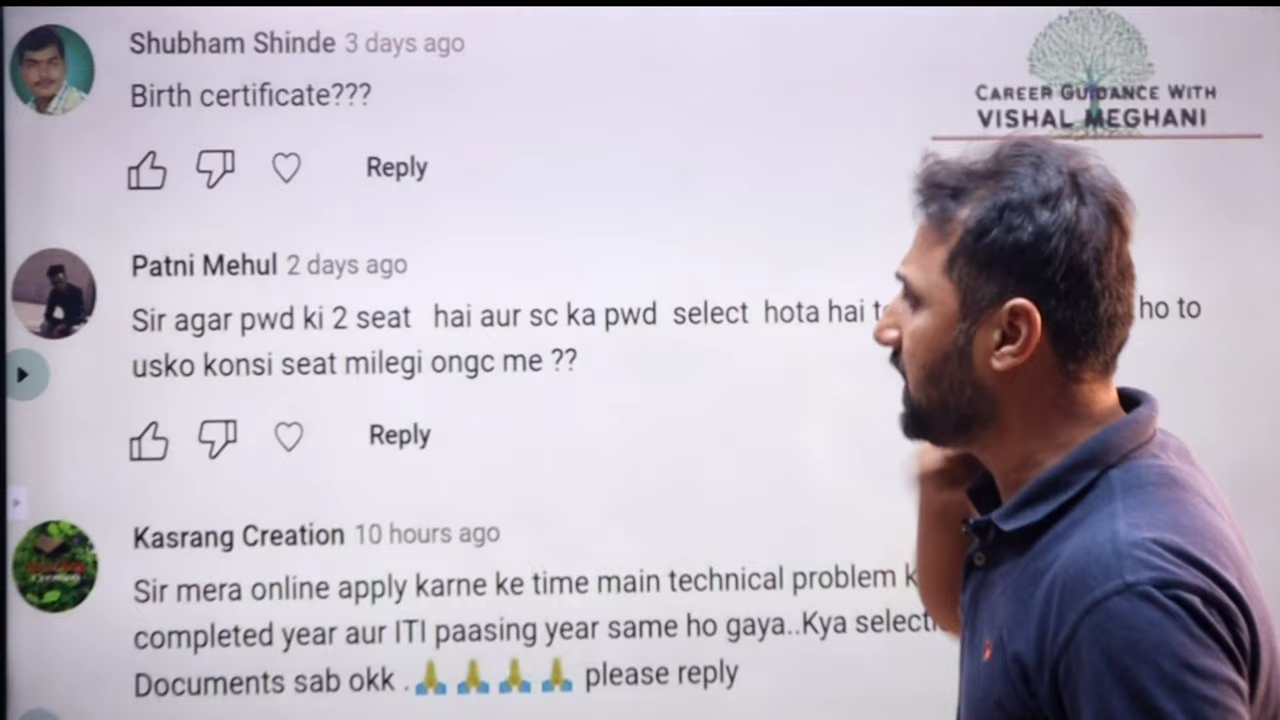 Shubham Shinde 3 days ago
Birth certificate???
Reply
CAREER GUIDANCE WITH
VISHAL MEGHANI
Patni Mehul 2 days ago
Sir agar pwd ki 2 seat hai aur sc ka pwd select hota hai ho to
usko konsi seat milegi ongc me ??
Reply
Kasrang Creation 10 hours ago
Sir mera online apply karne ke time main technical problem
completed year aur ITI paasing year same ho gaya..Kya
Documents sab okk .🙏🙏🙏🙏 please reply